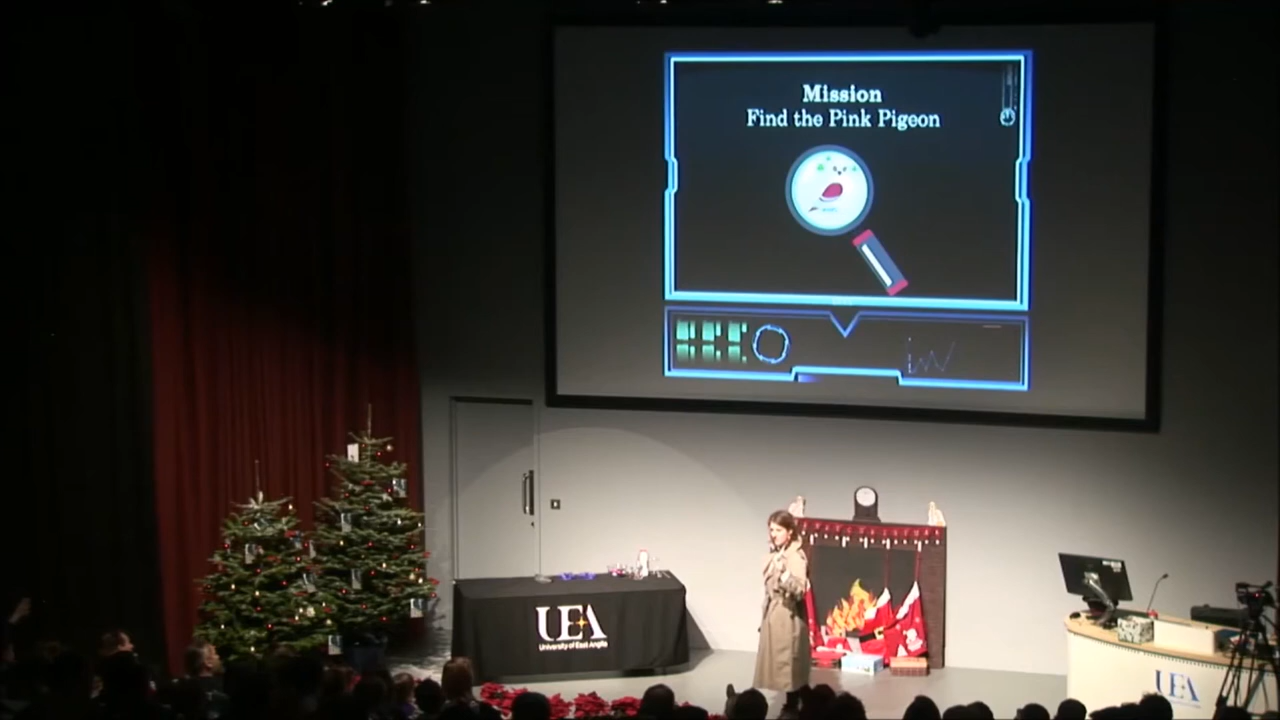 Mission
Find the Pink Pigeon
UEA
University of East Anglia
UEA